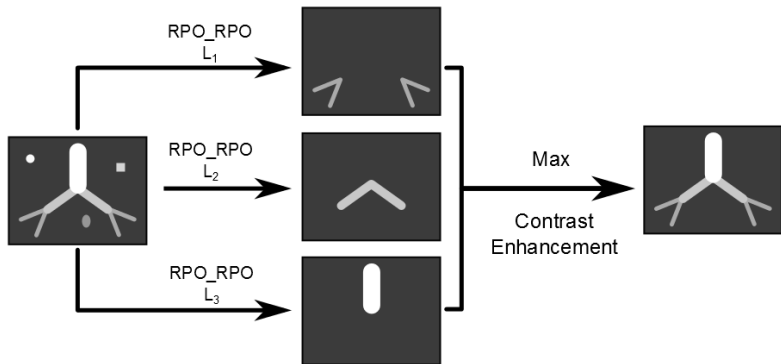 RPO_RPO
L₁
RPO_RPO
L₂
RPO_RPO
L₃
Max
Contrast
Enhancement